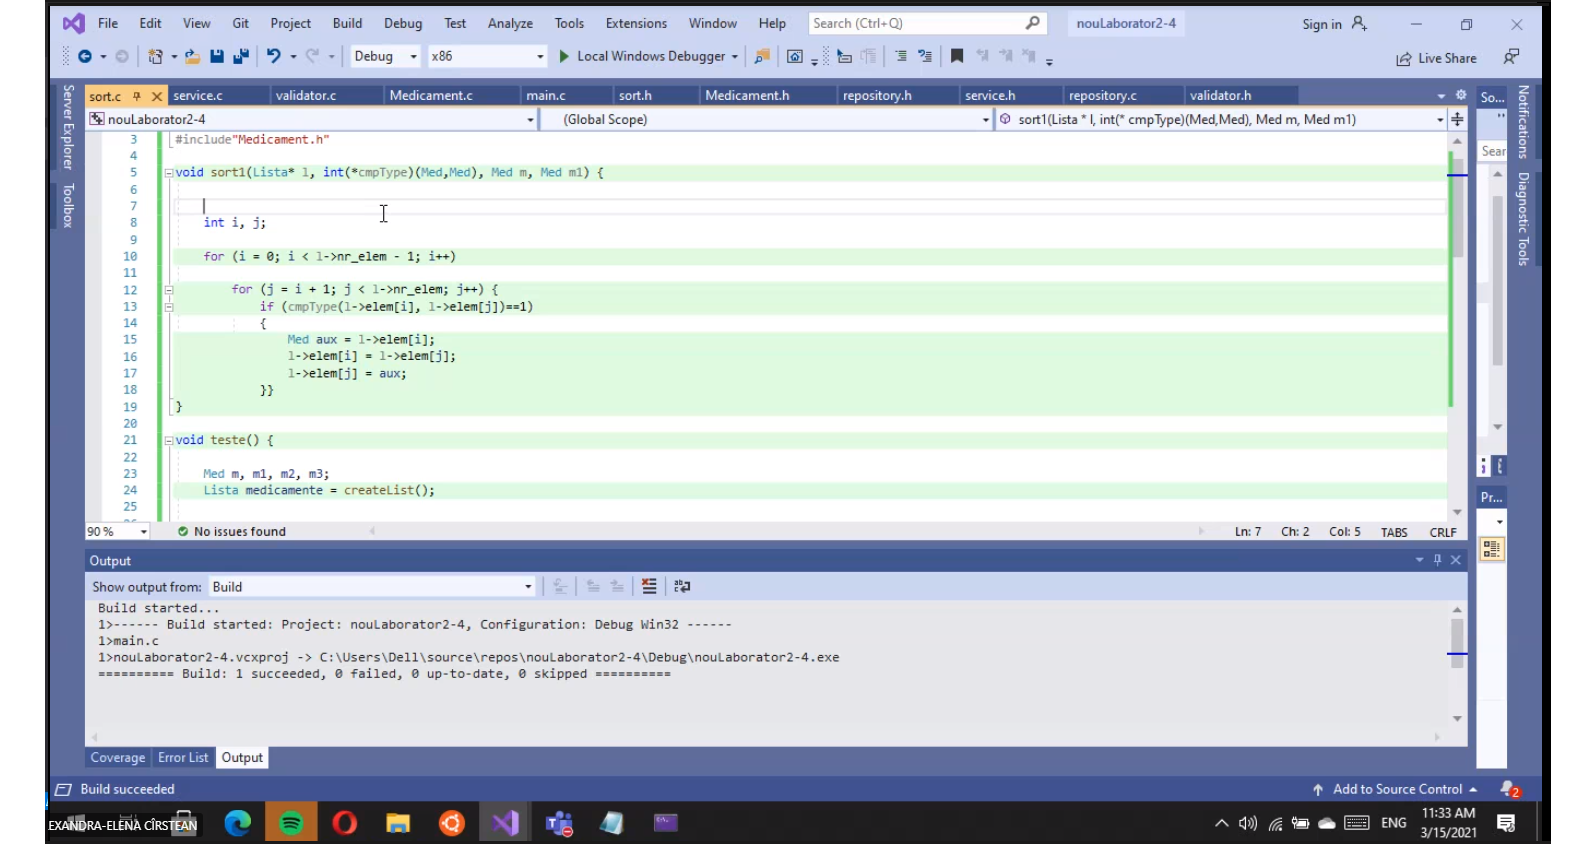 File Edit View Git Project Build Debug Test Analyze Tools Extensions Window Help Search (Ctrl+Q) nouLaborator2-4 Sign in
Debug x86 Local Windows Debugger Live Share
sort.c service.c validator.c Medicament.c main.c sort.h Medicament.h repository.h service.h repository.c validator.h So...
nouLaborator2-4 (Global Scope) sort1(Lista * l, int(* cmpType)(Med,Med), Med m, Med m1)
Server Explorer
Toolbox
Notifications
Diagnostic Tools
Sear
3 #include"Medicament.h"
4
5 void sort1(Lista* l, int(*cmpType)(Med,Med), Med m, Med m1) {
6
7
8 int i, j;
9
10 for (i = 0; i < l->nr_elem - 1; i++)
11
12 for (j = i + 1; j < l->nr_elem; j++) {
13 if (cmpType(l->elem[i], l->elem[j])==1)
14 {
15 Med aux = l->elem[i];
16 l->elem[i] = l->elem[j];
17 l->elem[j] = aux;
18 }}
19 }
20
21 void teste() {
22
23 Med m, m1, m2, m3;
24 Lista medicamente = createList();
25
Pr...
90 % No issues found Ln: 7 Ch: 2 Col: 5 TABS CRLF
Output
Show output from: Build
Build started...
1>------ Build started: Project: nouLaborator2-4, Configuration: Debug Win32 ------
1>main.c
1>nouLaborator2-4.vcxproj -> C:\Users\Dell\source\repos\nouLaborator2-4\Debug\nouLaborator2-4.exe
========== Build: 1 succeeded, 0 failed, 0 up-to-date, 0 skipped ==========
Coverage Error List Output
Build succeeded Add to Source Control 2
EXANDRA-ELENA CÎRSTEAN ENG 11:33 AM
3/15/2021